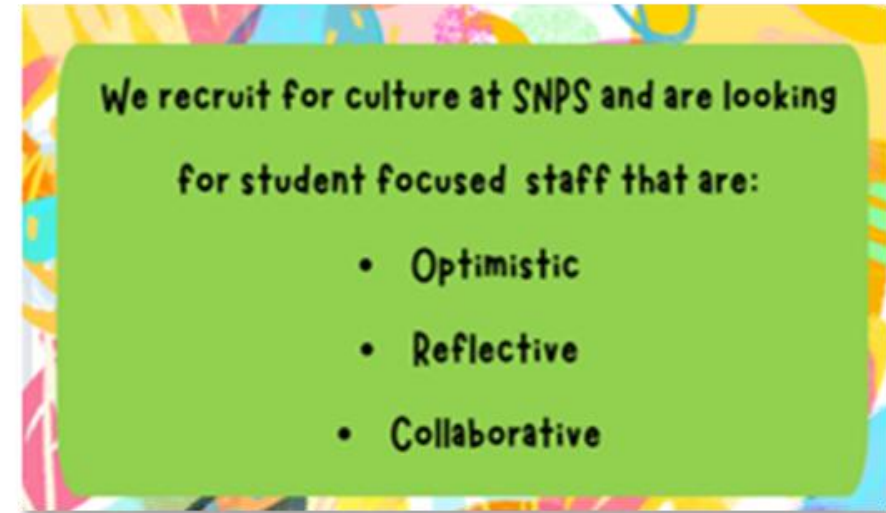 We recruit for culture at SNPS and are looking
for student focused staff that are:
• Optimistic
• Reflective
• Collaborative